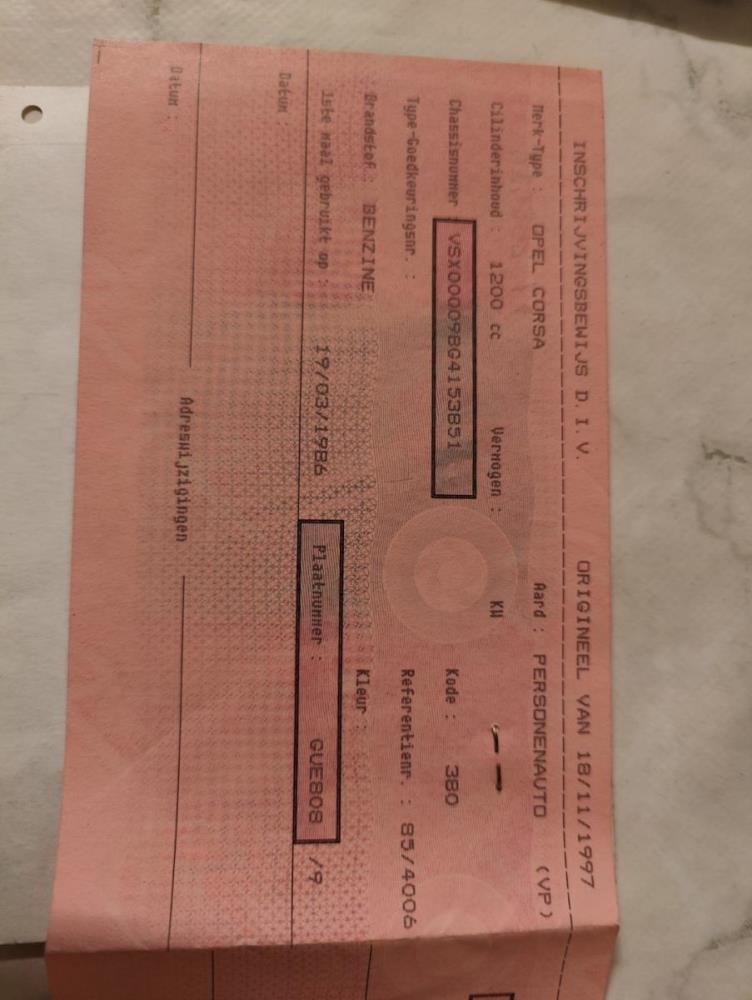 INSCHRIJVINGSBEWIJS D.I.V. ORIGINEEL VAN 18/11/1997
Merk-Type : OPEL CORSA Aard : PERSONENAUTO (VP)
Cilinderinhoud : 1200 cc Vermogen : KW
Chassisnummer VSX000098G4153851 Kode : 380
Type-Goedkeuringsnr. : Referentienr. : 85/4006
Brandstof : BENZINE Kleur :
1ste maal gebruikt op : 19/03/1986 Plaatnummer : GUE808 /9
Datum :
Adreswijzigingen
Datum :